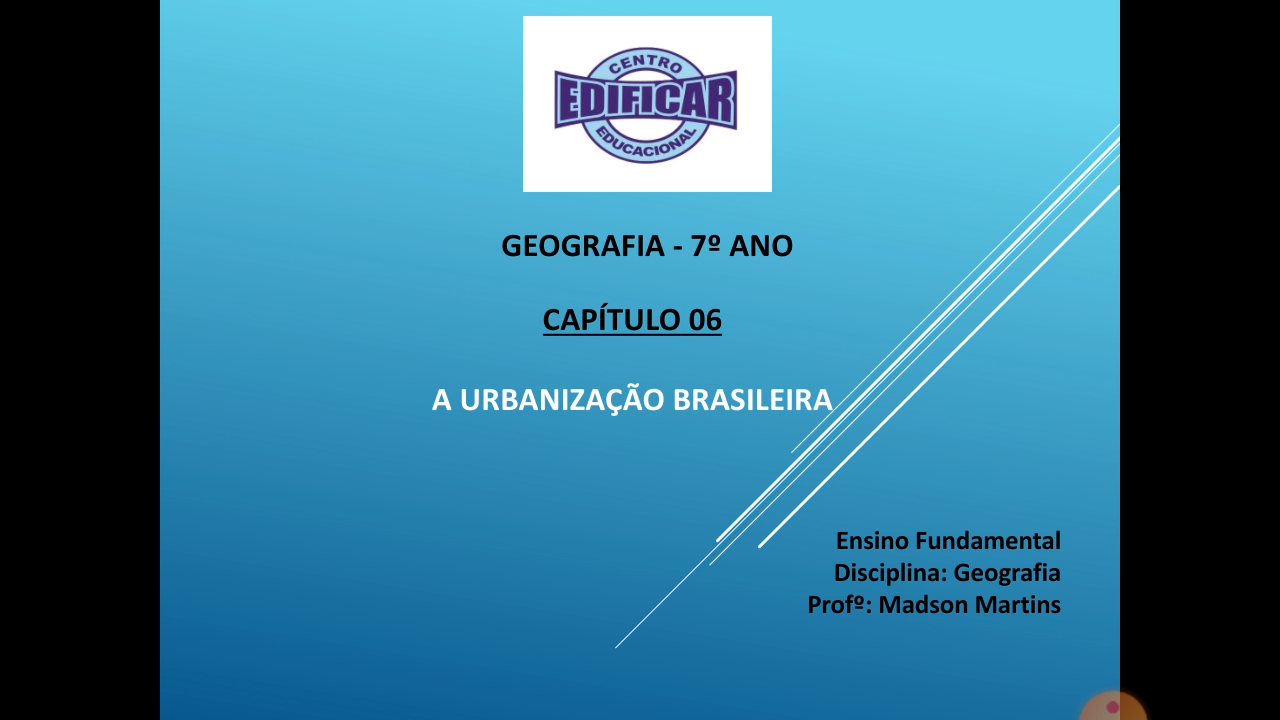 CENTRO
EDIFICAR
EDUCACIONAL
GEOGRAFIA - 7º ANO
CAPÍTULO 06
A URBANIZAÇÃO BRASILEIRA
Ensino Fundamental
Disciplina: Geografia
Profº: Madson Martins